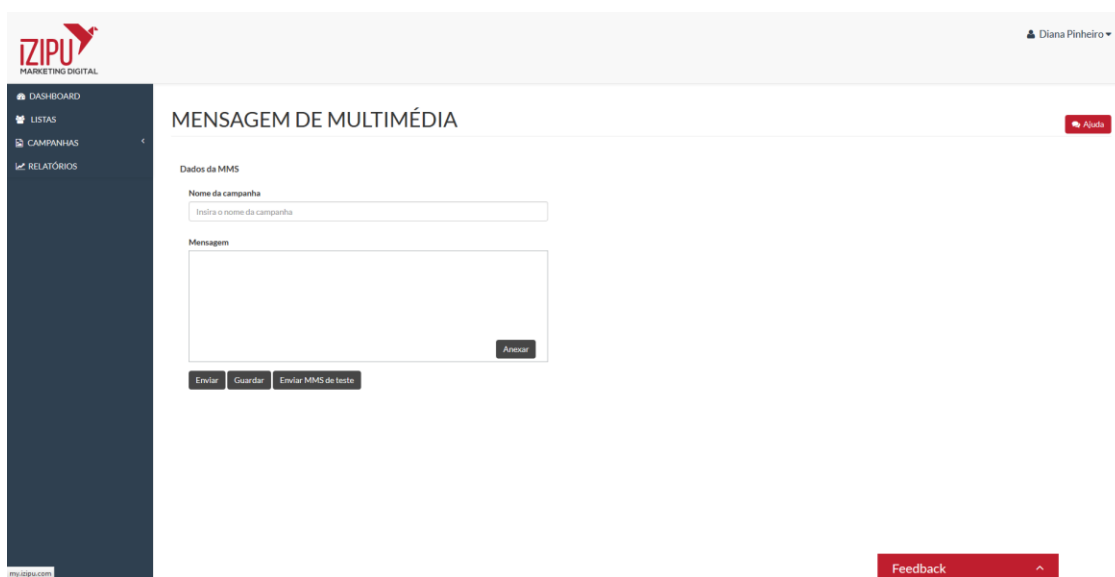 iZIPU
MARKETING DIGITAL
Diana Pinheiro
DASHBOARD
LISTAS
CAMPANHAS
RELATÓRIOS
MENSAGEM DE MULTIMÉDIA
Ajuda
Dados da MMS
Nome da campanha
Insira o nome da campanha
Mensagem
Anexar
Enviar Guardar Enviar MMS de teste
Feedback
my.izipu.com